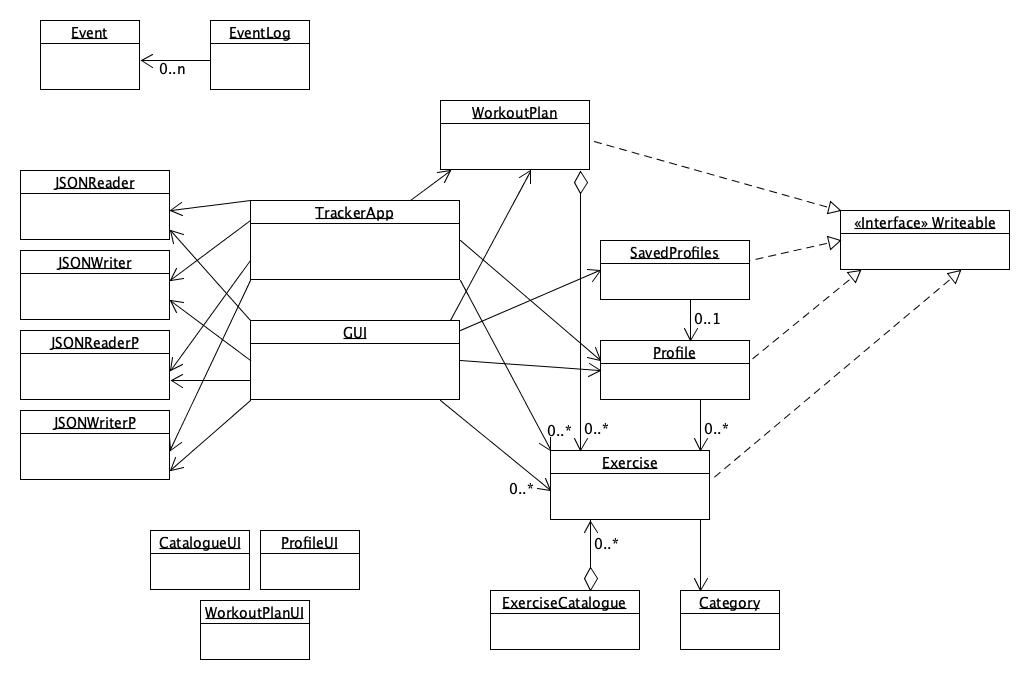 Event
EventLog
0..n
WorkoutPlan
JSONReader
TrackerApp
«Interface» Writeable
SavedProfiles
JSONWriter
0..1
GUI
JSONReaderP
Profile
JSONWriterP
0..*
0..*
0..*
Exercise
0..*
CatalogueUI
ProfileUI
0..*
WorkoutPlanUI
ExerciseCatalogue
Category